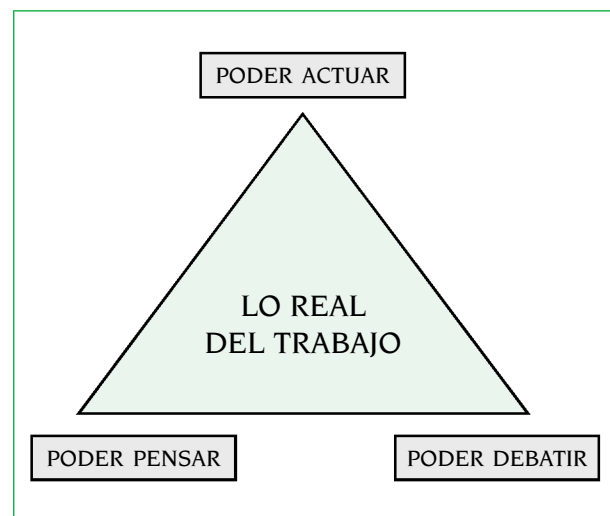 PODER ACTUAR
LO REAL
DEL TRABAJO
PODER PENSAR
PODER DEBATIR